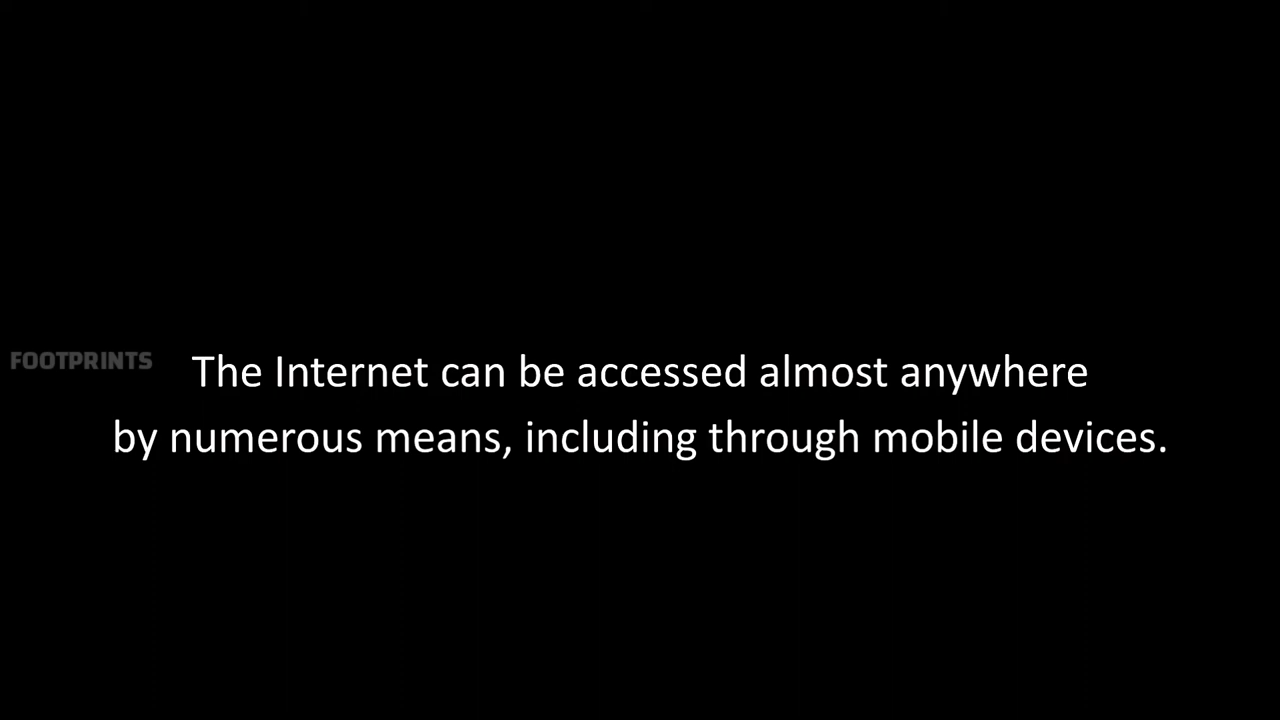 FOOTPRINTS
The Internet can be accessed almost anywhere
by numerous means, including through mobile devices.